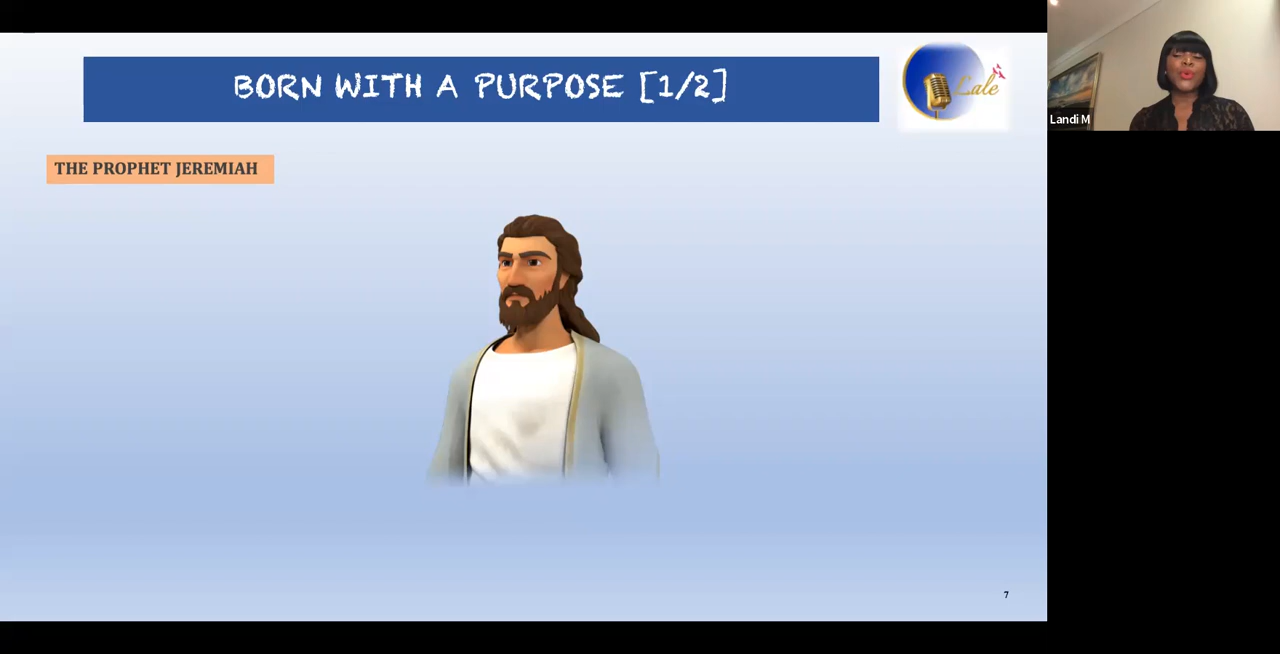 BORN WITH A PURPOSE [1/2]
Lale
Landi M
THE PROPHET JEREMIAH
7